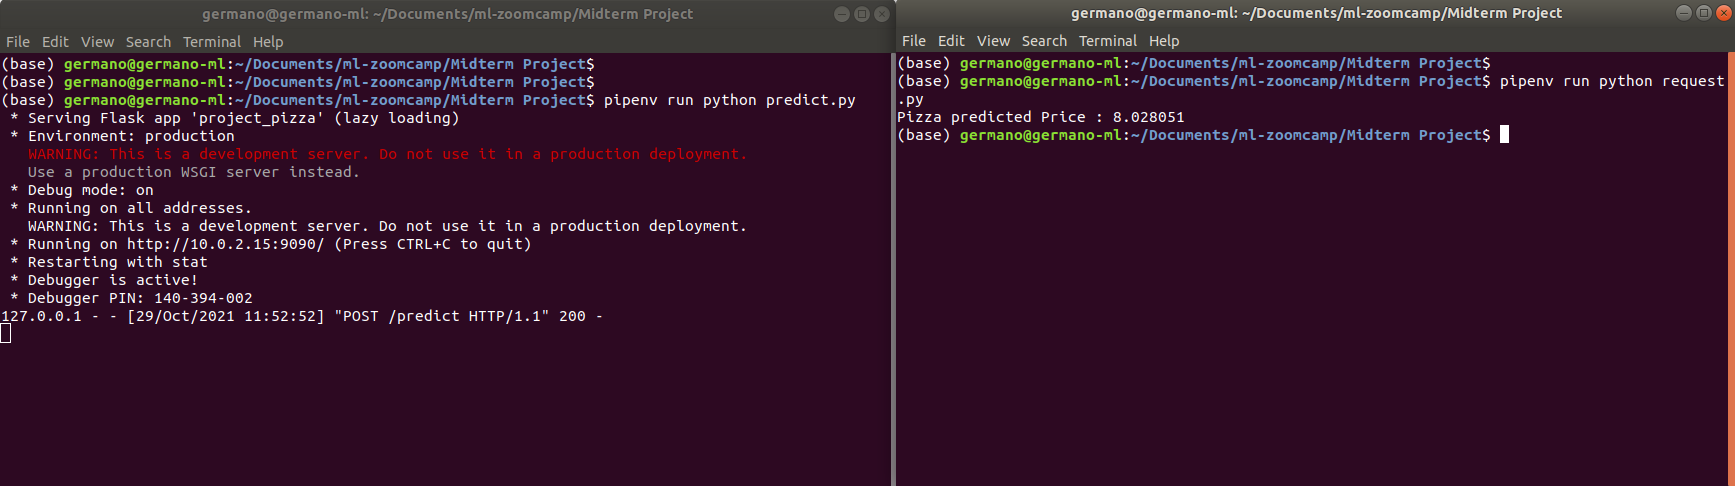 germano@germano-ml: ~/Documents/ml-zoomcamp/Midterm Project
File Edit View Search Terminal Help
(base) germano@germano-ml:~/Documents/ml-zoomcamp/Midterm Project$
(base) germano@germano-ml:~/Documents/ml-zoomcamp/Midterm Project$
(base) germano@germano-ml:~/Documents/ml-zoomcamp/Midterm Project$ pipenv run python predict.py
 * Serving Flask app 'project_pizza' (lazy loading)
 * Environment: production
   WARNING: This is a development server. Do not use it in a production deployment.
   Use a production WSGI server instead.
 * Debug mode: on
 * Running on all addresses.
   WARNING: This is a development server. Do not use it in a production deployment.
 * Running on http://10.0.2.15:9090/ (Press CTRL+C to quit)
 * Restarting with stat
 * Debugger is active!
 * Debugger PIN: 140-394-002
127.0.0.1 - - [29/Oct/2021 11:52:52] "POST /predict HTTP/1.1" 200 -
germano@germano-ml: ~/Documents/ml-zoomcamp/Midterm Project
File Edit View Search Terminal Help
(base) germano@germano-ml:~/Documents/ml-zoomcamp/Midterm Project$
(base) germano@germano-ml:~/Documents/ml-zoomcamp/Midterm Project$ pipenv run python request
.py
Pizza predicted Price : 8.028051
(base) germano@germano-ml:~/Documents/ml-zoomcamp/Midterm Project$